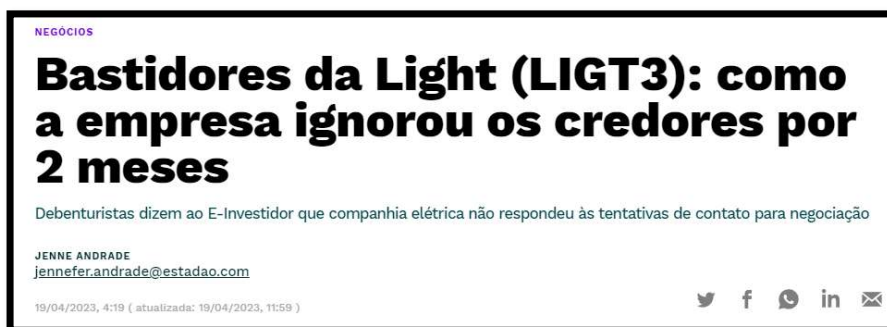 NEGÓCIOS
Bastidores da Light (LIGT3): como
a empresa ignorou os credores por
2 meses
Debenturistas dizem ao E-Investidor que companhia elétrica não respondeu às tentativas de contato para negociação
JENNE ANDRADE
jennefer.andrade@estadao.com
19/04/2023, 4:19 ( atualizada: 19/04/2023, 11:59 )